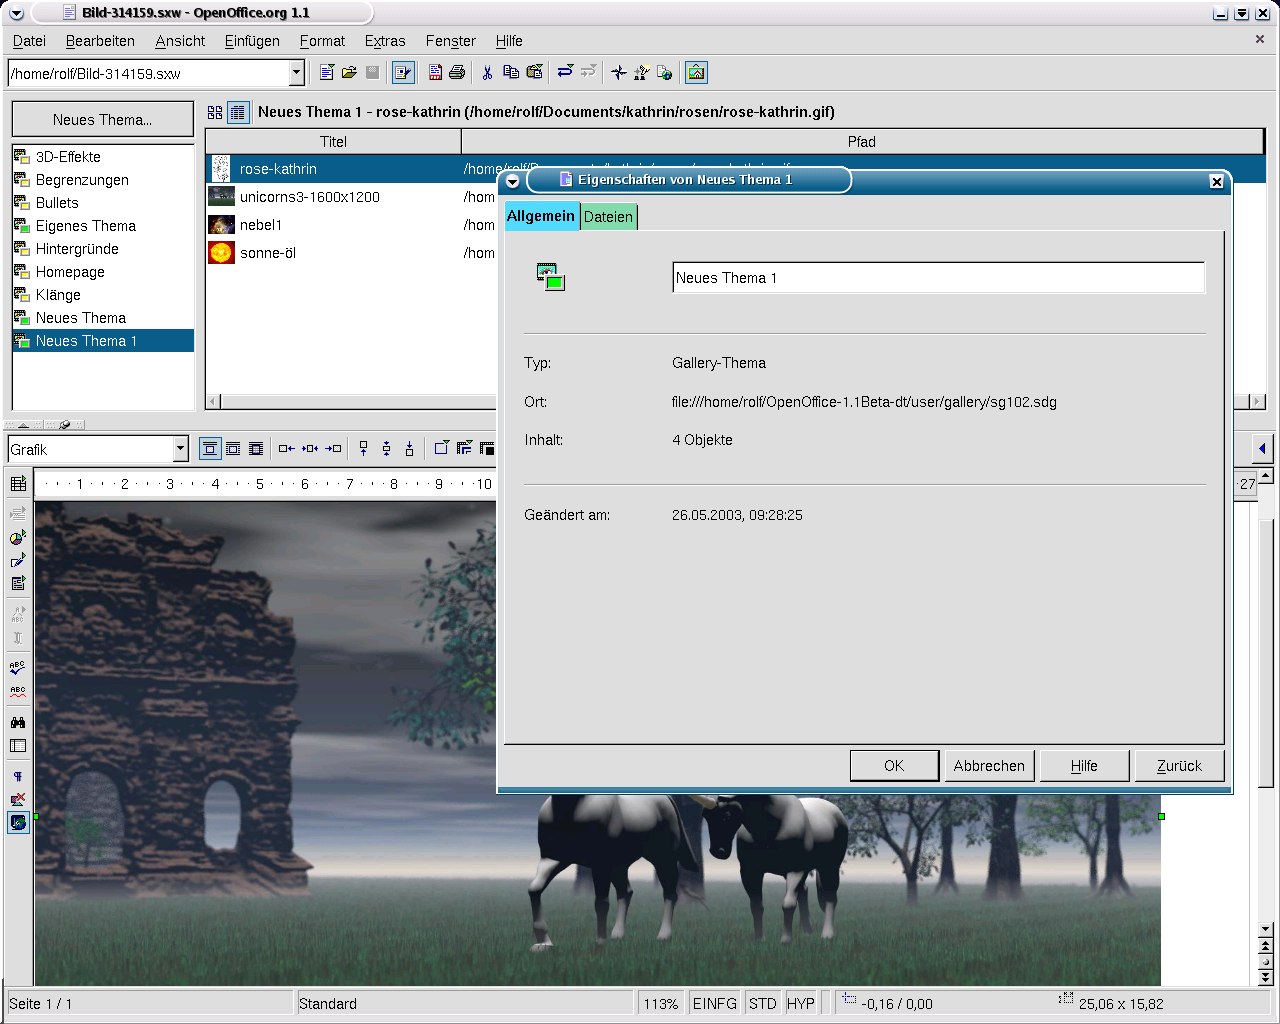 Bild-314159.sxw - OpenOffice.org 1.1
Datei Bearbeiten Ansicht Einfügen Format Extras Fenster Hilfe
/home/rolf/Bild-314159.sxw
Neues Thema...
Neues Thema 1 - rose-kathrin (/home/rolf/Documents/kathrin/rosen/rose-kathrin.gif)
Titel Pfad
3D-Effekte
Begrenzungen
Bullets
Eigenes Thema
Hintergründe
Homepage
Klänge
Neues Thema
Neues Thema 1
rose-kathrin
unicorns3-1600x1200 /hom
nebel1 /hom
sonne-öl /hom
Eigenschaften von Neues Thema 1
Allgemein Dateien
Neues Thema 1
Typ: Gallery-Thema
Ort: file:///home/rolf/OpenOffice-1.1Beta-dt/user/gallery/sg102.sdg
Inhalt: 4 Objekte
Geändert am: 26.05.2003, 09:28:25
OK Abbrechen Hilfe Zurück
Grafik
1 2 3 4 5 6 7 8 9 10 27
ABC
ABC
ABC
Seite 1 / 1 Standard 113% EINFG STD HYP -0,16 / 0,00 25,06 x 15,82